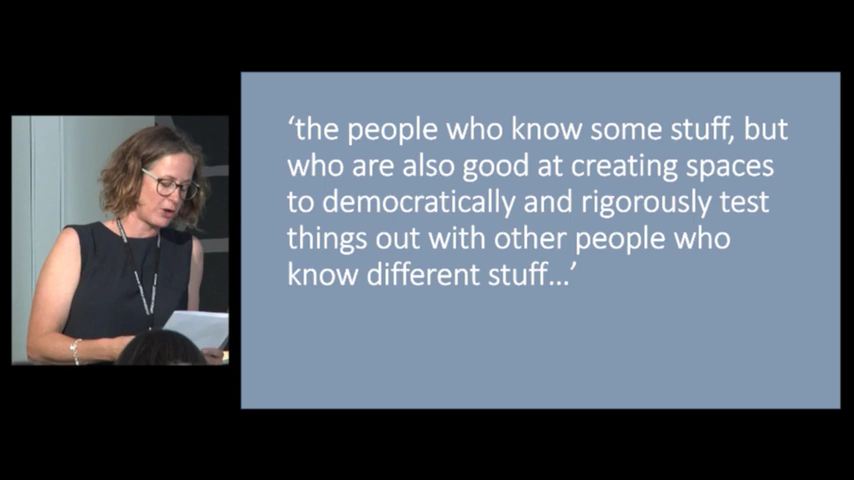 ‘the people who know some stuff, but
who are also good at creating spaces
to democratically and rigorously test
things out with other people who
know different stuff…’